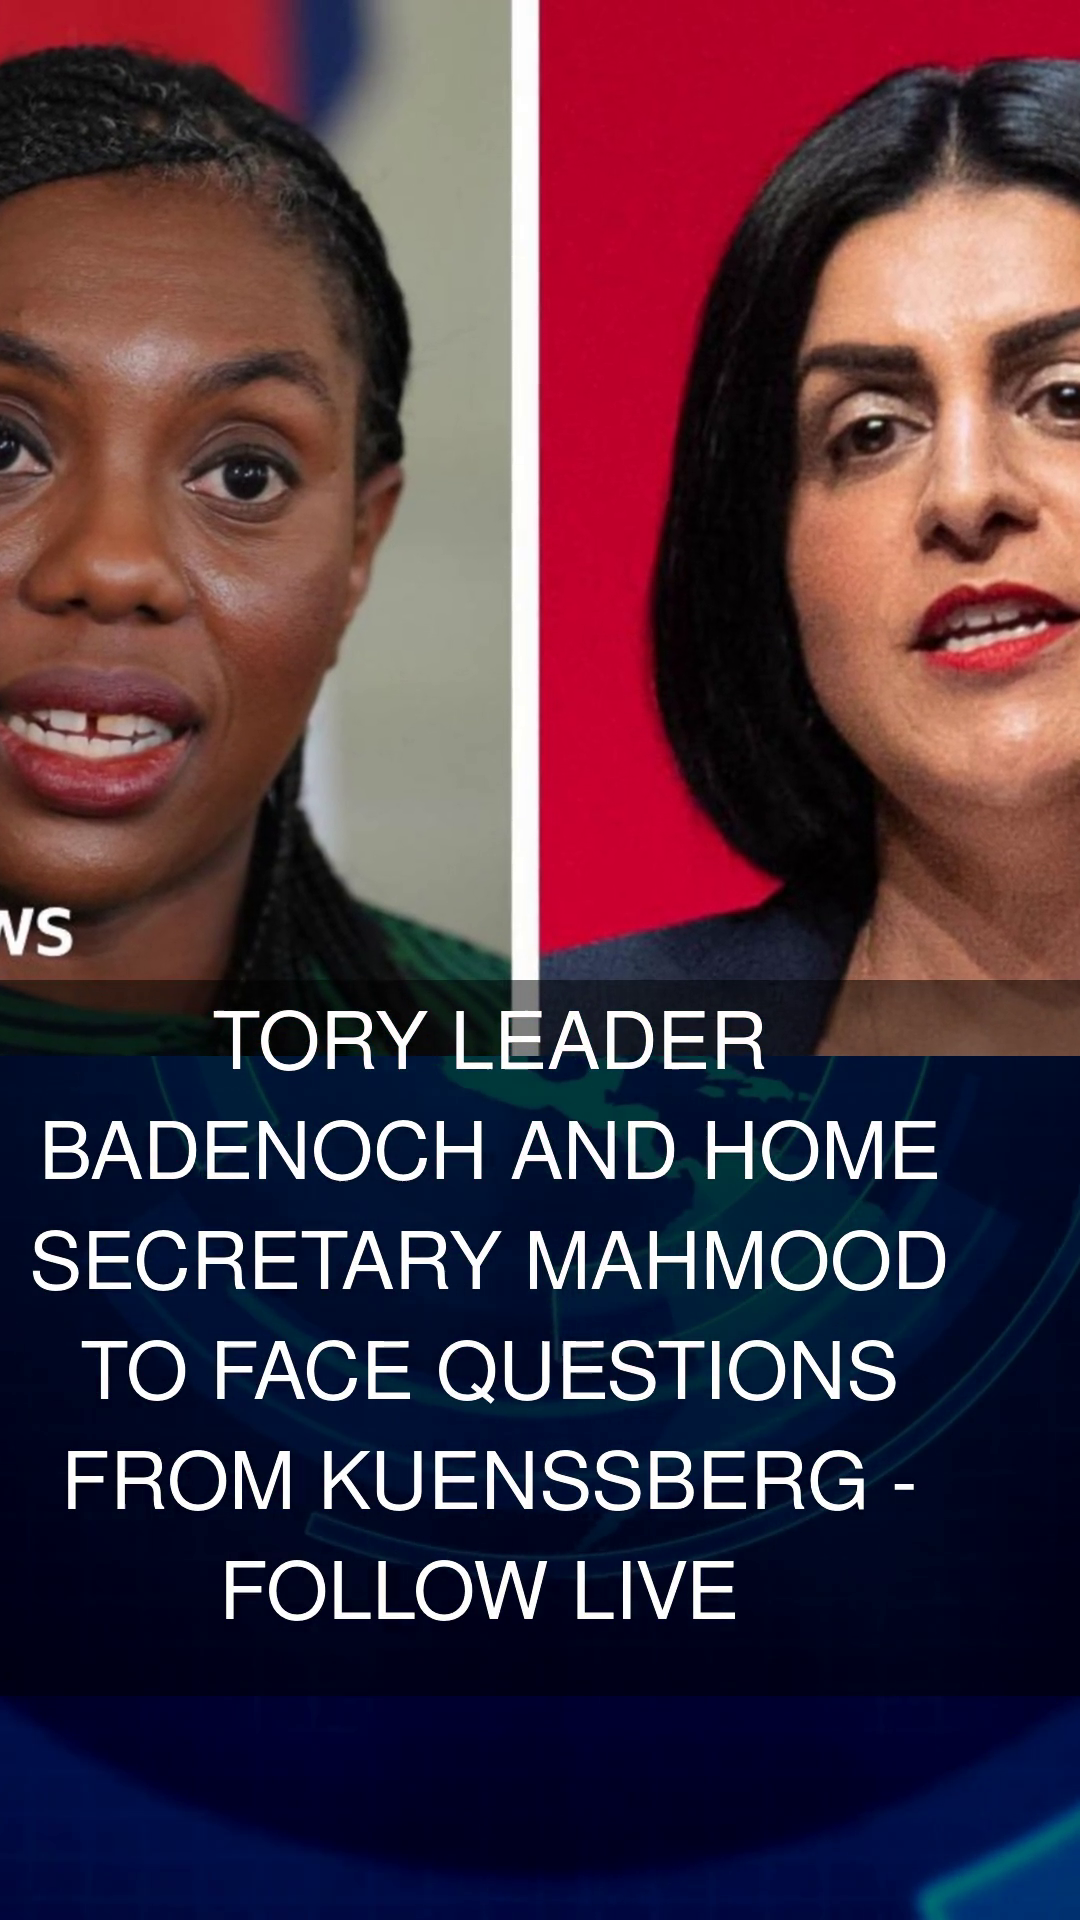 WS
TORY LEADER
BADENOCH AND HOME
SECRETARY MAHMOOD
TO FACE QUESTIONS
FROM KUENSSBERG -
FOLLOW LIVE